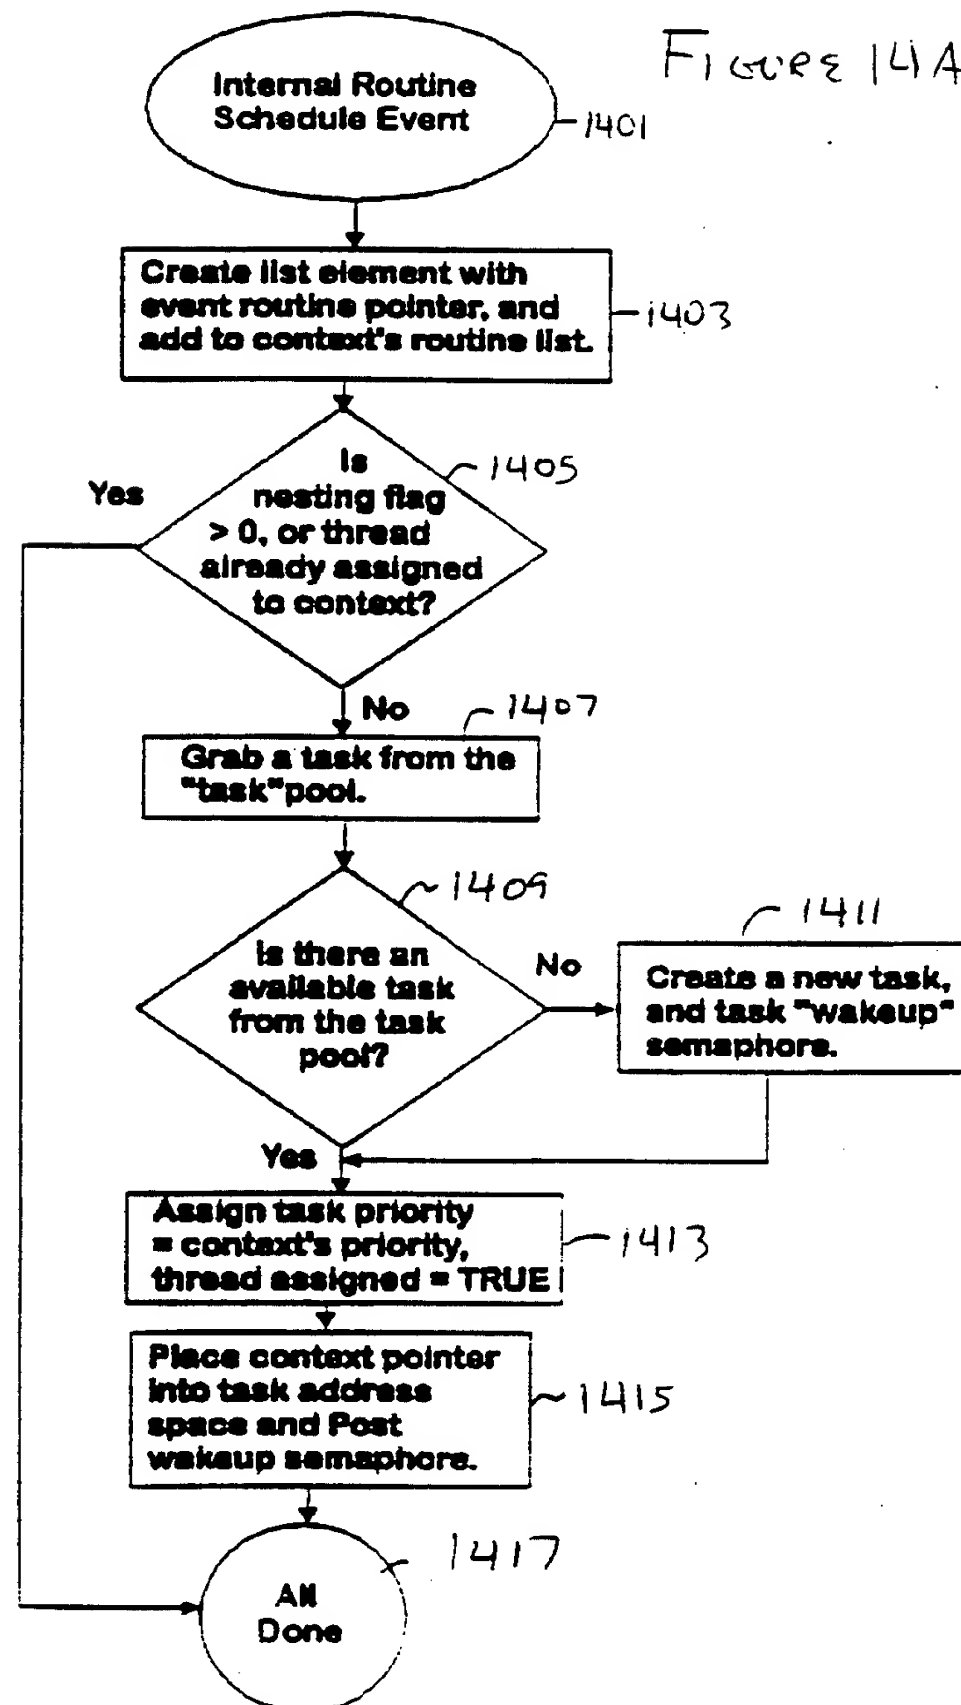 Figure 14A
Internal Routine
Schedule Event
1401
Create list element with
event routine pointer, and
add to context's routine list.
1403
Is
nesting flag
> 0, or thread
already assigned
to context?
1405
Yes
No
1407
Grab a task from the
"task"pool.
1409
Is there an
available task
from the task
pool?
No
1411
Create a new task,
and task "wakeup"
semaphore.
Yes
Assign task priority
= context's priority,
thread assigned = TRUE
1413
Place context pointer
into task address
space and Post
wakeup semaphore.
1415
1417
All
Done